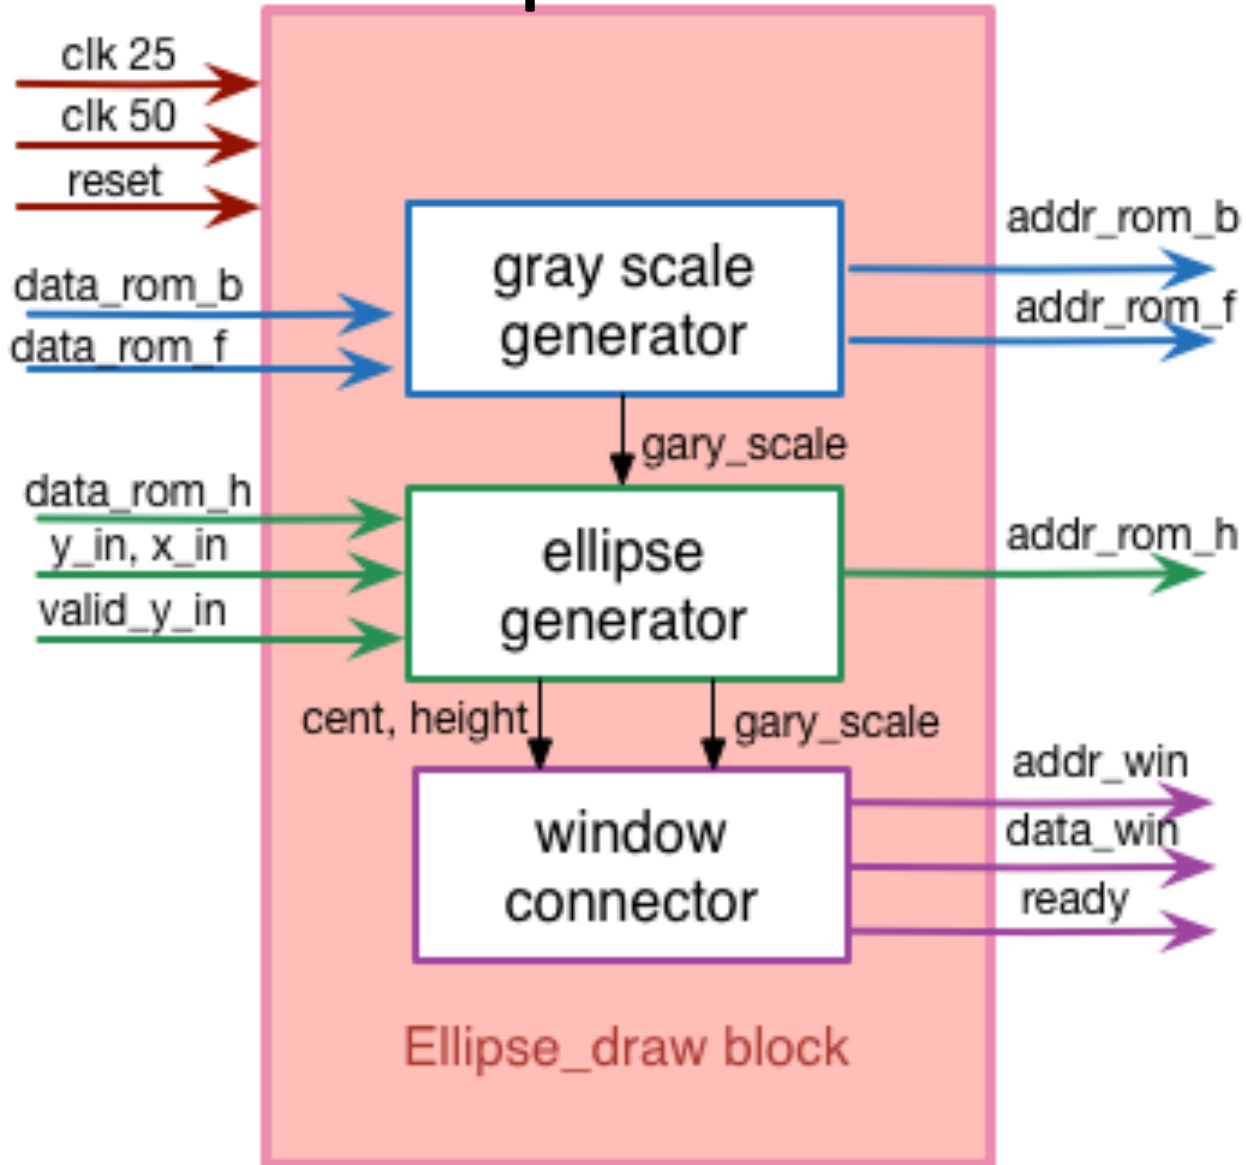 clk 25
clk 50
reset
data_rom_b
data_rom_f
gray scale
generator
addr_rom_b
addr_rom_f
gary_scale
data_rom_h
y_in, x_in
valid_y_in
ellipse
generator
addr_rom_h
cent, height
gary_scale
window
connector
addr_win
data_win
ready
Ellipse_draw block